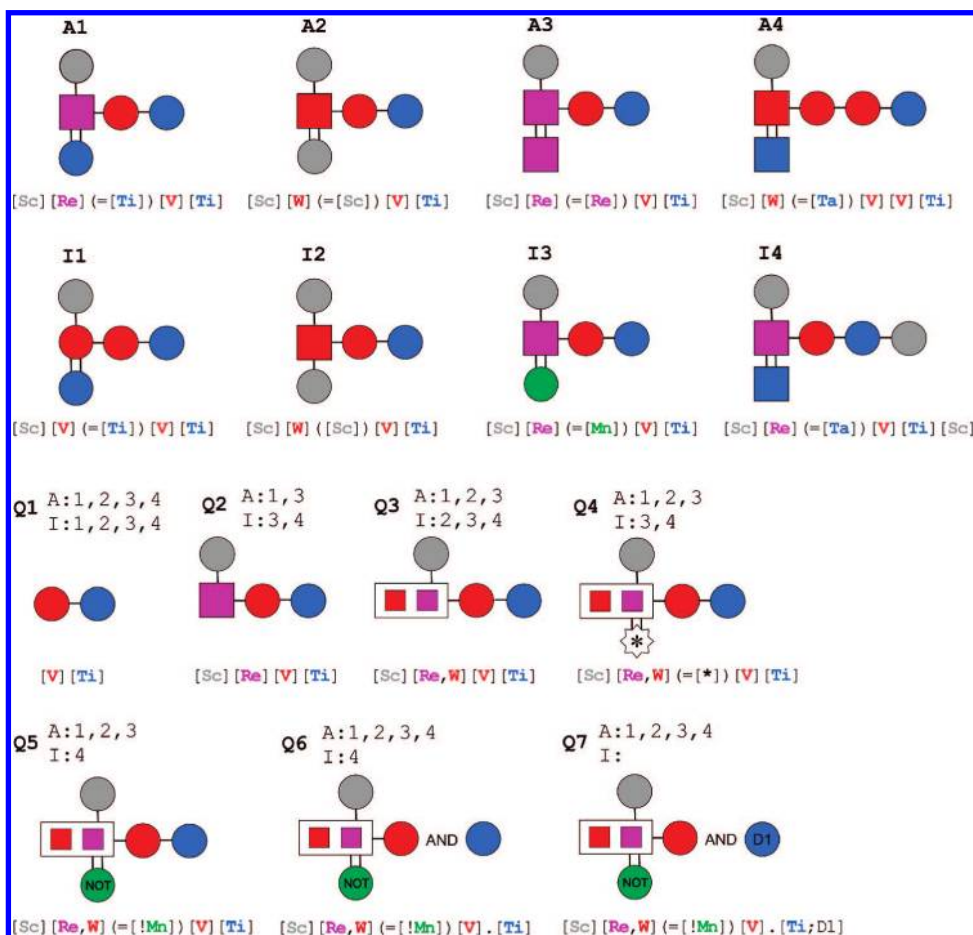 A1 A2 A3 A4
[Sc][Re](=[Ti])[V][Ti] [Sc][W](=[Sc])[V][Ti] [Sc][Re](=[Re])[V][Ti] [Sc][W](=[Ta])[V][V][Ti]
I1 I2 I3 I4
[Sc][V](=[Ti])[V][Ti] [Sc][W]([Sc])[V][Ti] [Sc][Re](=[Mn])[V][Ti] [Sc][Re](=[Ta])[V][Ti][Sc]
Q1 A:1,2,3,4
I:1,2,3,4
Q2 A:1,3
I:3,4
Q3 A:1,2,3
I:2,3,4
Q4 A:1,2,3
I:3,4
*
[V][Ti] [Sc][Re][V][Ti] [Sc][Re,W][V][Ti] [Sc][Re,W](=[*])[V][Ti]
Q5 A:1,2,3
I:4
Q6 A:1,2,3,4
I:4
Q7 A:1,2,3,4
I:
AND AND D1
NOT NOT NOT
[Sc][Re,W](=[!Mn])[V][Ti] [Sc][Re,W](=[!Mn])[V].[Ti] [Sc][Re,W](=[!Mn])[V].[Ti;D1]